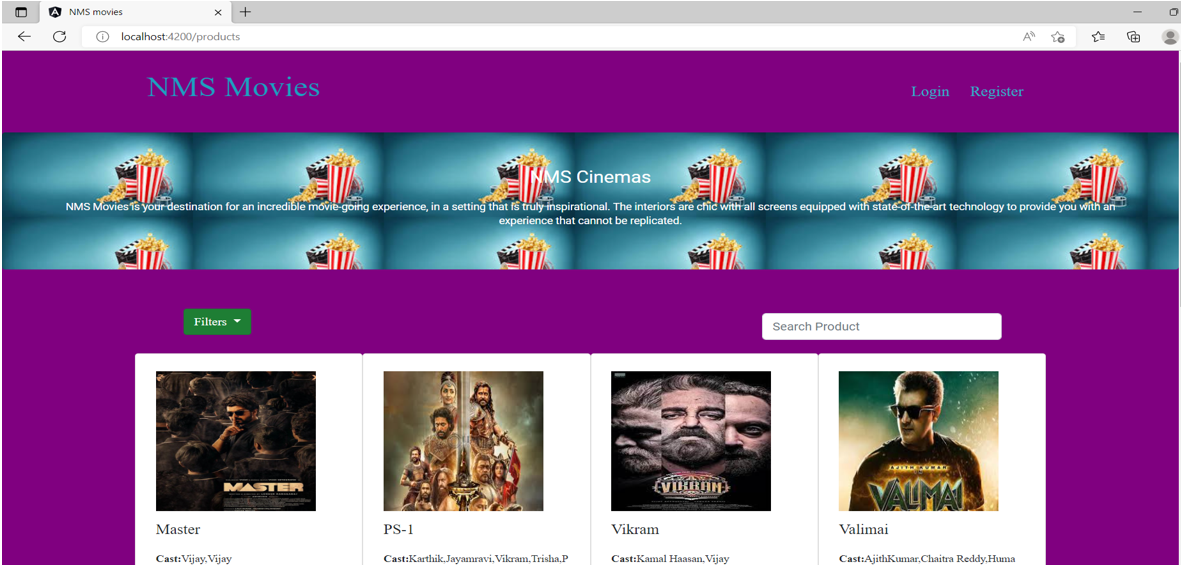 NMS movies
localhost:4200/products
NMS Movies
Login Register
NMS Cinemas
NMS Movies is your destination for an incredible movie-going experience, in a setting that is truly inspirational. The interiors are chic with all screens equipped with state-of-the-art technology to provide you with an
experience that cannot be replicated.
Filters
Search Product
MASTER
VIKRAM
AJITH KUMAR
VALIMAI
Master
PS-1
Vikram
Valimai
Cast:Vijay,Vijay
Cast:Karthik,Jayamravi,Vikram,Trisha,P
Cast:Kamal Haasan,Vijay
Cast:AjithKumar,Chaitra Reddy,Huma